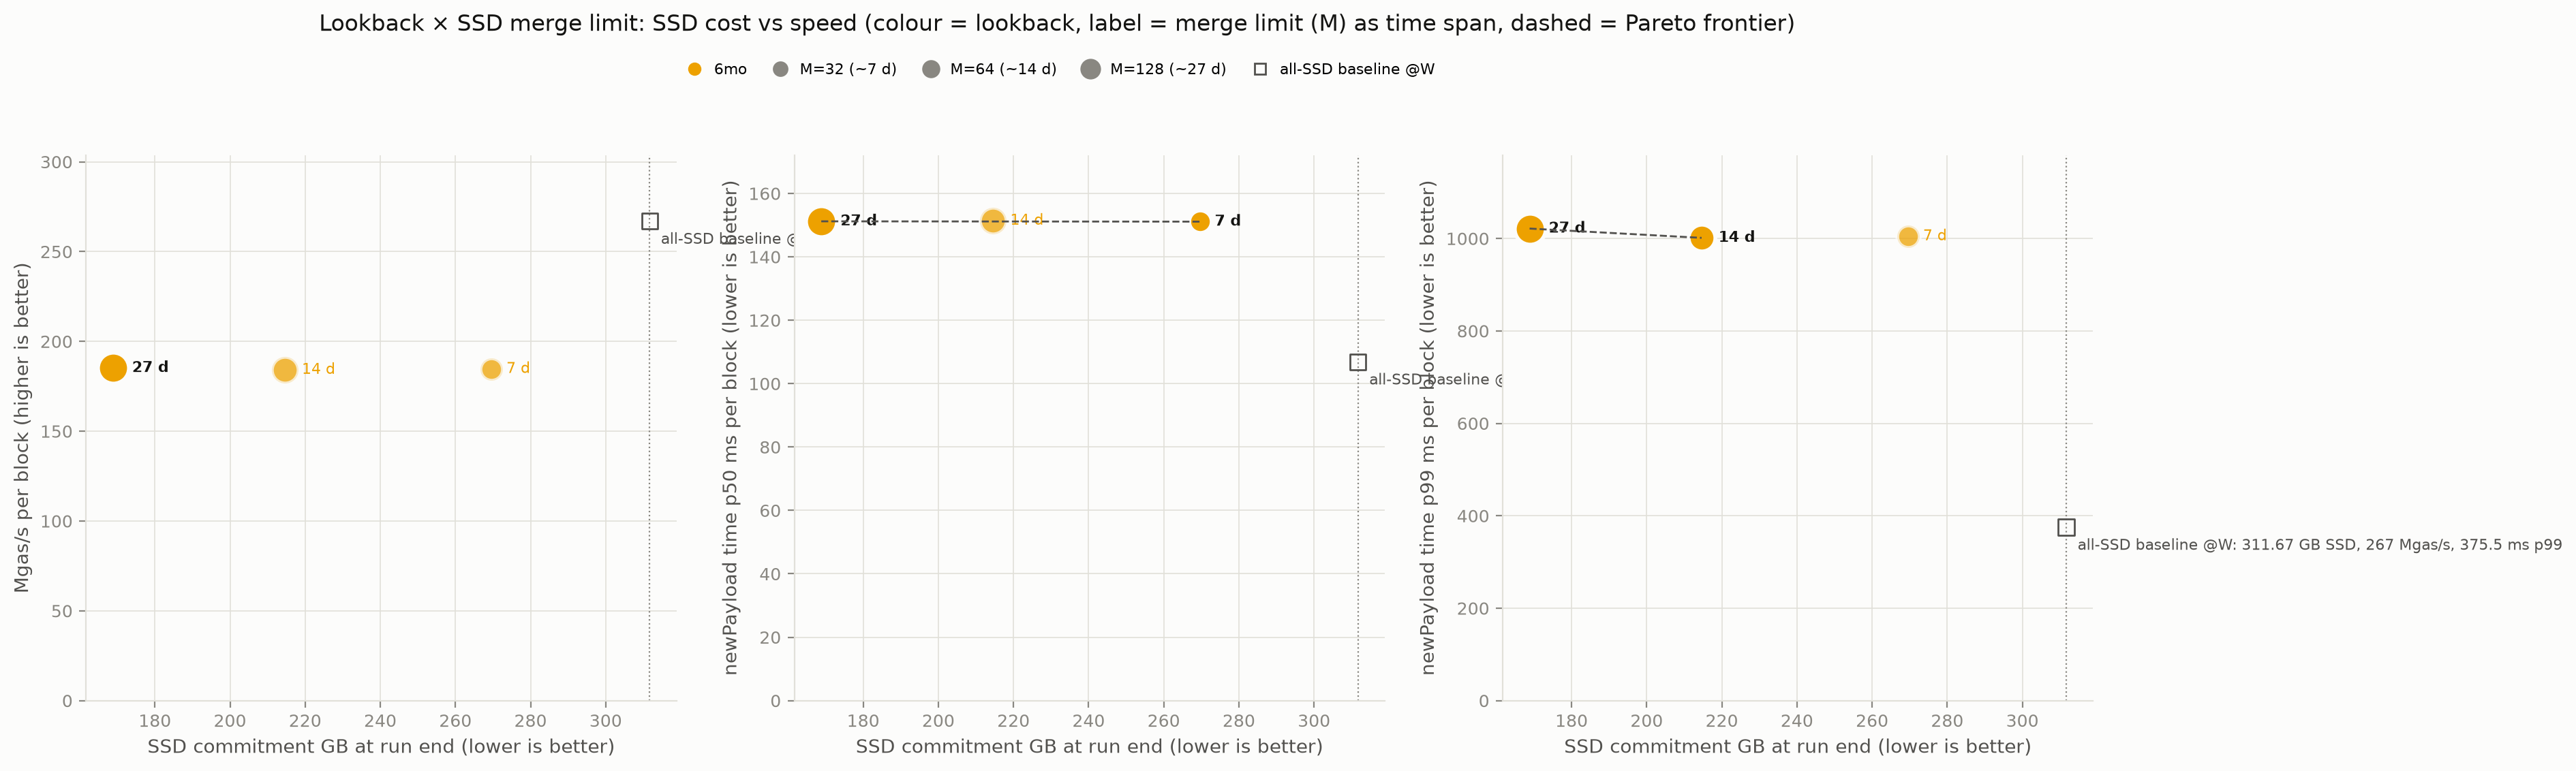 Lookback × SSD merge limit: SSD cost vs speed (colour = lookback, label = merge limit (M) as time span, dashed = Pareto frontier)
6mo M=32 (~7 d) M=64 (~14 d) M=128 (~27 d) all-SSD baseline @W
Mgas/s per block (higher is better)
300
250
200
150
100
50
0
27 d
14 d
7 d
all-SSD baseline @
180 200 220 240 260 280 300
SSD commitment GB at run end (lower is better)
newPayload time p50 ms per block (lower is better)
160
140
120
100
80
60
40
20
0
27 d
14 d
7 d
all-SSD baseline @
180 200 220 240 260 280 300
SSD commitment GB at run end (lower is better)
newPayload time p99 ms per block (lower is better)
1000
800
600
400
200
0
27 d
14 d
7 d
all-SSD baseline @W: 311.67 GB SSD, 267 Mgas/s, 375.5 ms p99
180 200 220 240 260 280 300
SSD commitment GB at run end (lower is better)